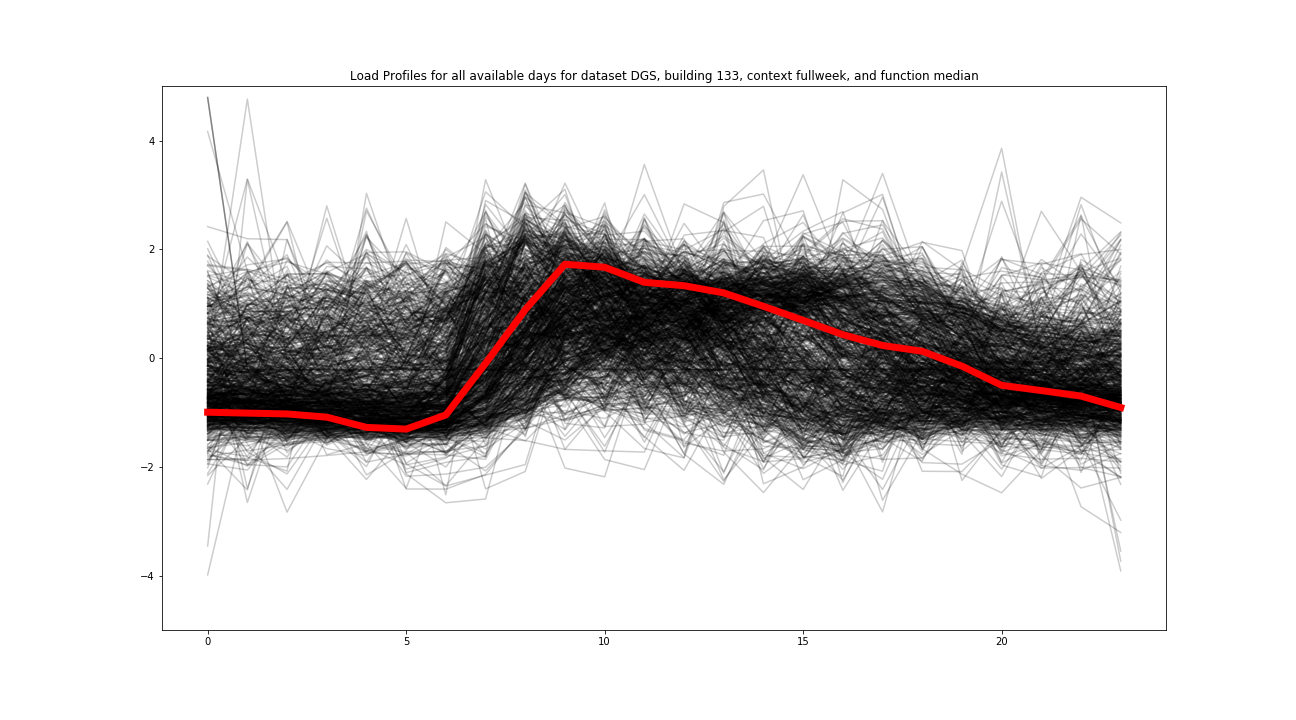 Load Profiles for all available days for dataset DGS, building 133, context fullweek, and function median
4
2
0
−2
−4
0 5 10 15 20